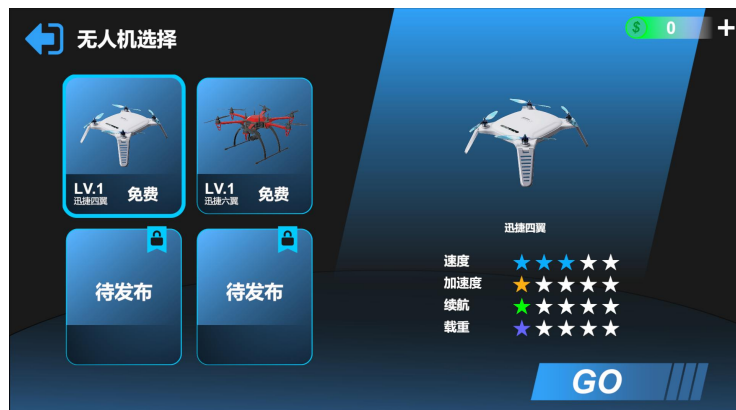 无人机选择
$ 0 +
LV.1 免费
迅捷四翼
LV.1 免费
迅捷六翼
待发布
待发布
迅捷四翼
速度
加速度
续航
载重
GO